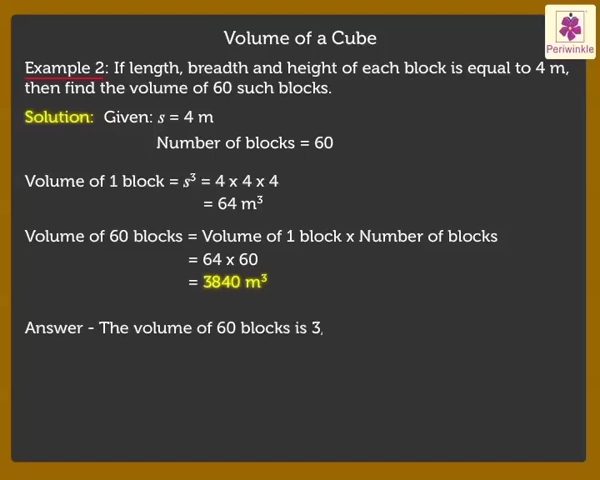 Volume of a Cube
Periwinkle
Example 2: If length, breadth and height of each block is equal to 4 m,
then find the volume of 60 such blocks.
Solution: Given: s = 4 m
Number of blocks = 60
Volume of 1 block = s³ = 4 x 4 x 4
= 64 m³
Volume of 60 blocks = Volume of 1 block x Number of blocks
= 64 x 60
= 3840 m³
Answer - The volume of 60 blocks is 3,